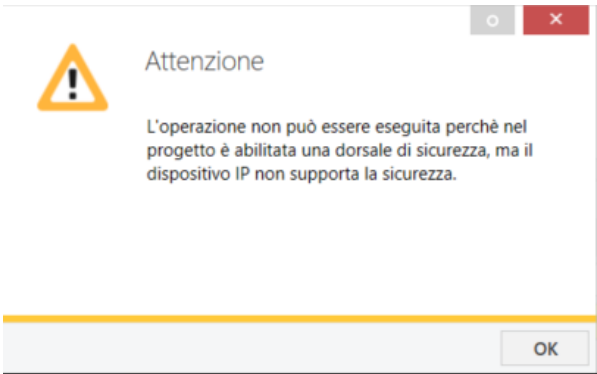 Attenzione
L'operazione non può essere eseguita perchè nel
progetto è abilitata una dorsale di sicurezza, ma il
dispositivo IP non supporta la sicurezza.
OK